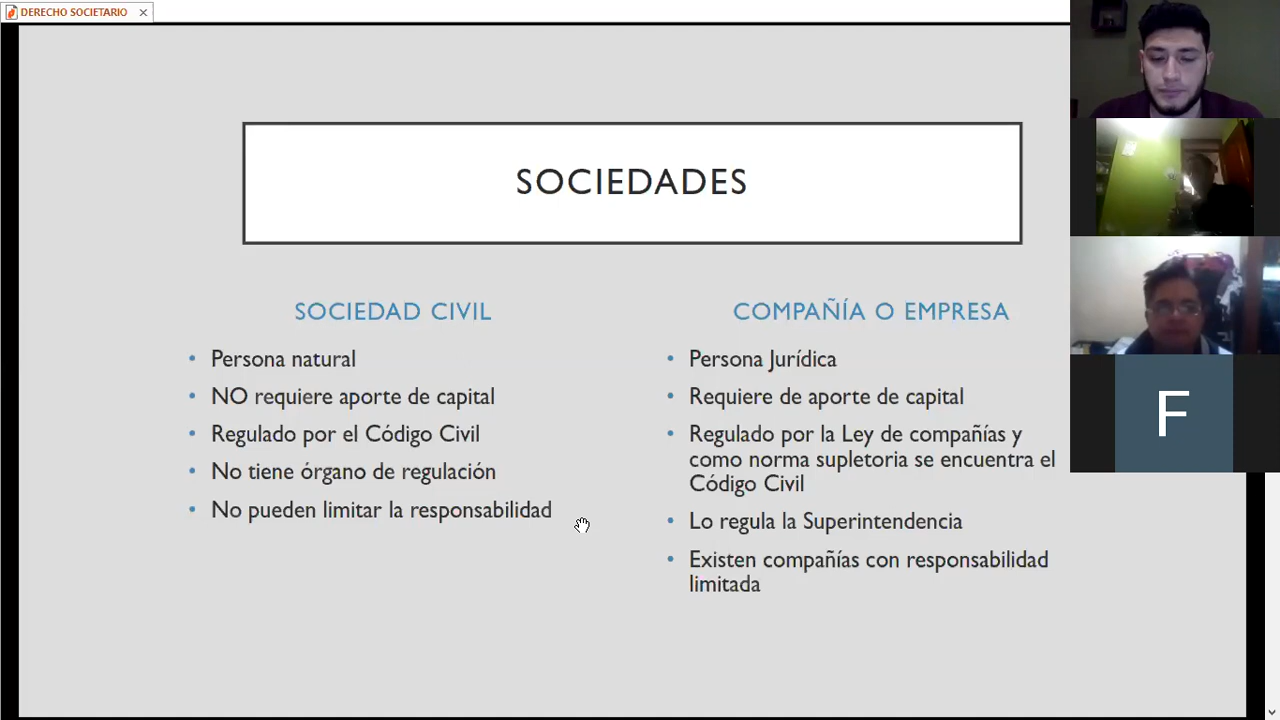 DERECHO SOCIETARIO
SOCIEDADES
SOCIEDAD CIVIL
Persona natural
NO requiere aporte de capital
Regulado por el Código Civil
No tiene órgano de regulación
No pueden limitar la responsabilidad
COMPAÑÍA O EMPRESA
Persona Jurídica
Requiere de aporte de capital
Regulado por la Ley de compañías y
como norma supletoria se encuentra el
Código Civil
Lo regula la Superintendencia
Existen compañías con responsabilidad
limitada
F